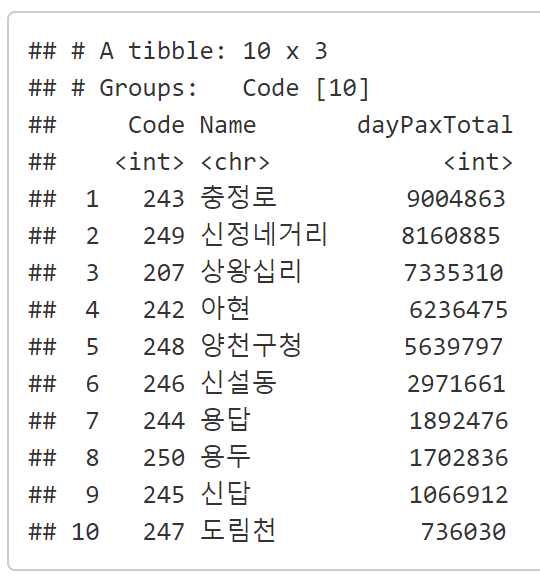 ## # A tibble: 10 x 3
## # Groups:   Code [10]
##     Code Name       dayPaxTotal
##    <int> <chr>            <int>
##  1   243 충정로         9004863
##  2   249 신정네거리     8160885
##  3   207 상왕십리       7335310
##  4   242 아현           6236475
##  5   248 양천구청       5639797
##  6   246 신설동         2971661
##  7   244 용답           1892476
##  8   250 용두           1702836
##  9   245 신답           1066912
## 10   247 도림천          736030